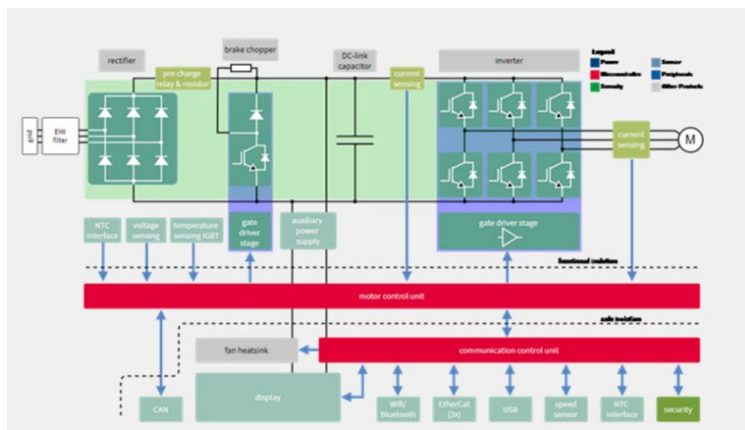 brake chopper
rectifier
DC-link
capacitor
inverter
Legend
Power
Microcontroller
Security
Sensor
Peripherals
Other Products
pre charge
relay & resistor
current
sensing
grid
EMI
filter
current
sensing
M
NTC
interface
voltage
sensing
temperature
sensing IGBT
gate
driver
stage
auxiliary
power
supply
gate driver stage
functional isolation
motor control unit
safe isolation
fan heatsink
communication control unit
display
CAN
Wifi/
Bluetooth
EtherCat
(2x)
USB
speed
sensor
NTC
interface
security